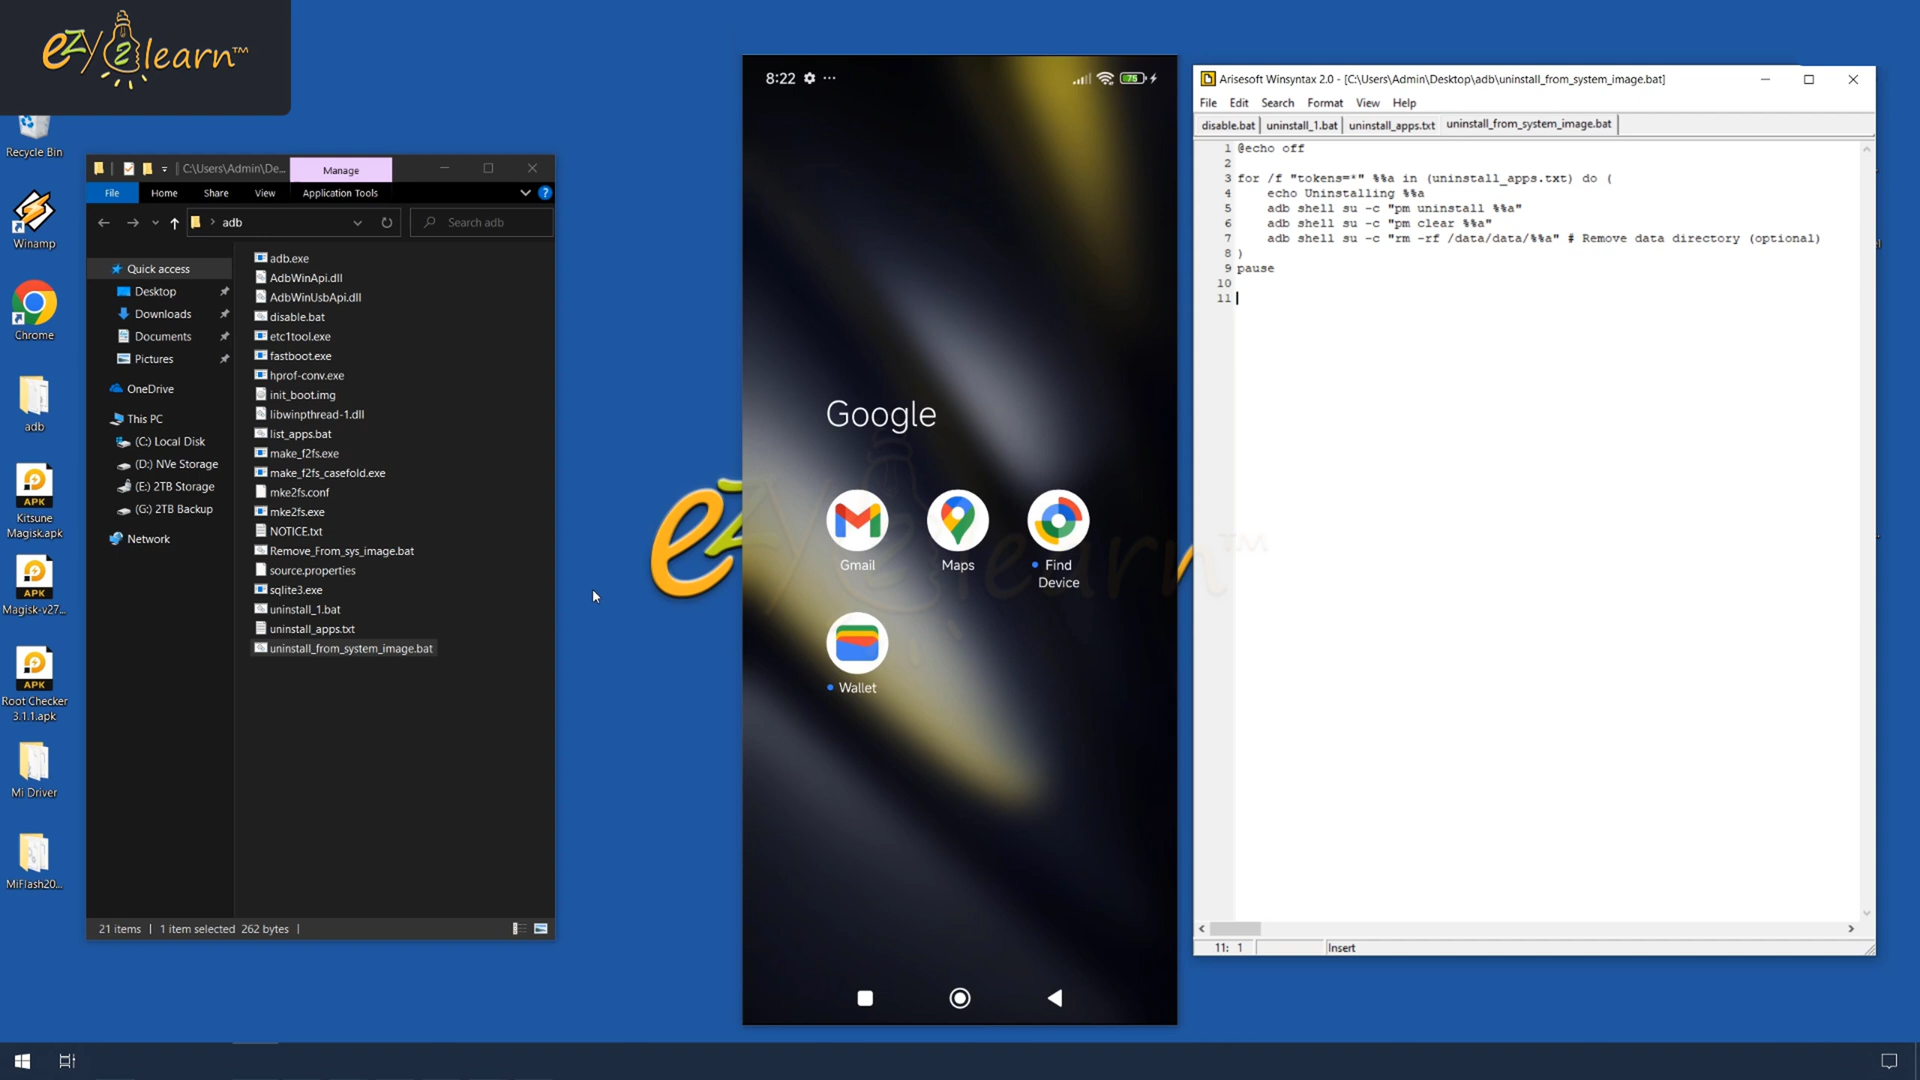 ezy2learn™
Recycle Bin
Winamp
Chrome
adb
APK
Kitsune
Magisk.apk
APK
Magisk-v27...
APK
Root Checker
3.1.1.apk
Mi Driver
MiFlash20...
C:\Users\Admin\De...
Manage
File
Home
Share
View
Application Tools
adb
Search adb
Quick access
Desktop
Downloads
Documents
Pictures
OneDrive
This PC
(C:) Local Disk
(D:) NVe Storage
(E:) 2TB Storage
(G:) 2TB Backup
Network
adb.exe
AdbWinApi.dll
AdbWinUsbApi.dll
disable.bat
etc1tool.exe
fastboot.exe
hprof-conv.exe
init_boot.img
libwinpthread-1.dll
list_apps.bat
make_f2fs.exe
make_f2fs_casefold.exe
mke2fs.conf
mke2fs.exe
NOTICE.txt
Remove_From_sys_image.bat
source.properties
sqlite3.exe
uninstall_1.bat
uninstall_apps.txt
uninstall_from_system_image.bat
21 items
1 item selected 262 bytes
8:22
75
Google
Gmail
Maps
Find
Device
Wallet
Arisesoft Winsyntax 2.0 - [C:\Users\Admin\Desktop\adb\uninstall_from_system_image.bat]
File Edit Search Format View Help
disable.bat uninstall_1.bat uninstall_apps.txt uninstall_from_system_image.bat
1 @echo off
2
3 for /f "tokens=*" %%a in (uninstall_apps.txt) do (
4 echo Uninstalling %%a
5 adb shell su -c "pm uninstall %%a"
6 adb shell su -c "pm clear %%a"
7 adb shell su -c "rm -rf /data/data/%%a" # Remove data directory (optional)
8 )
9 pause
10
11
11: 1
Insert